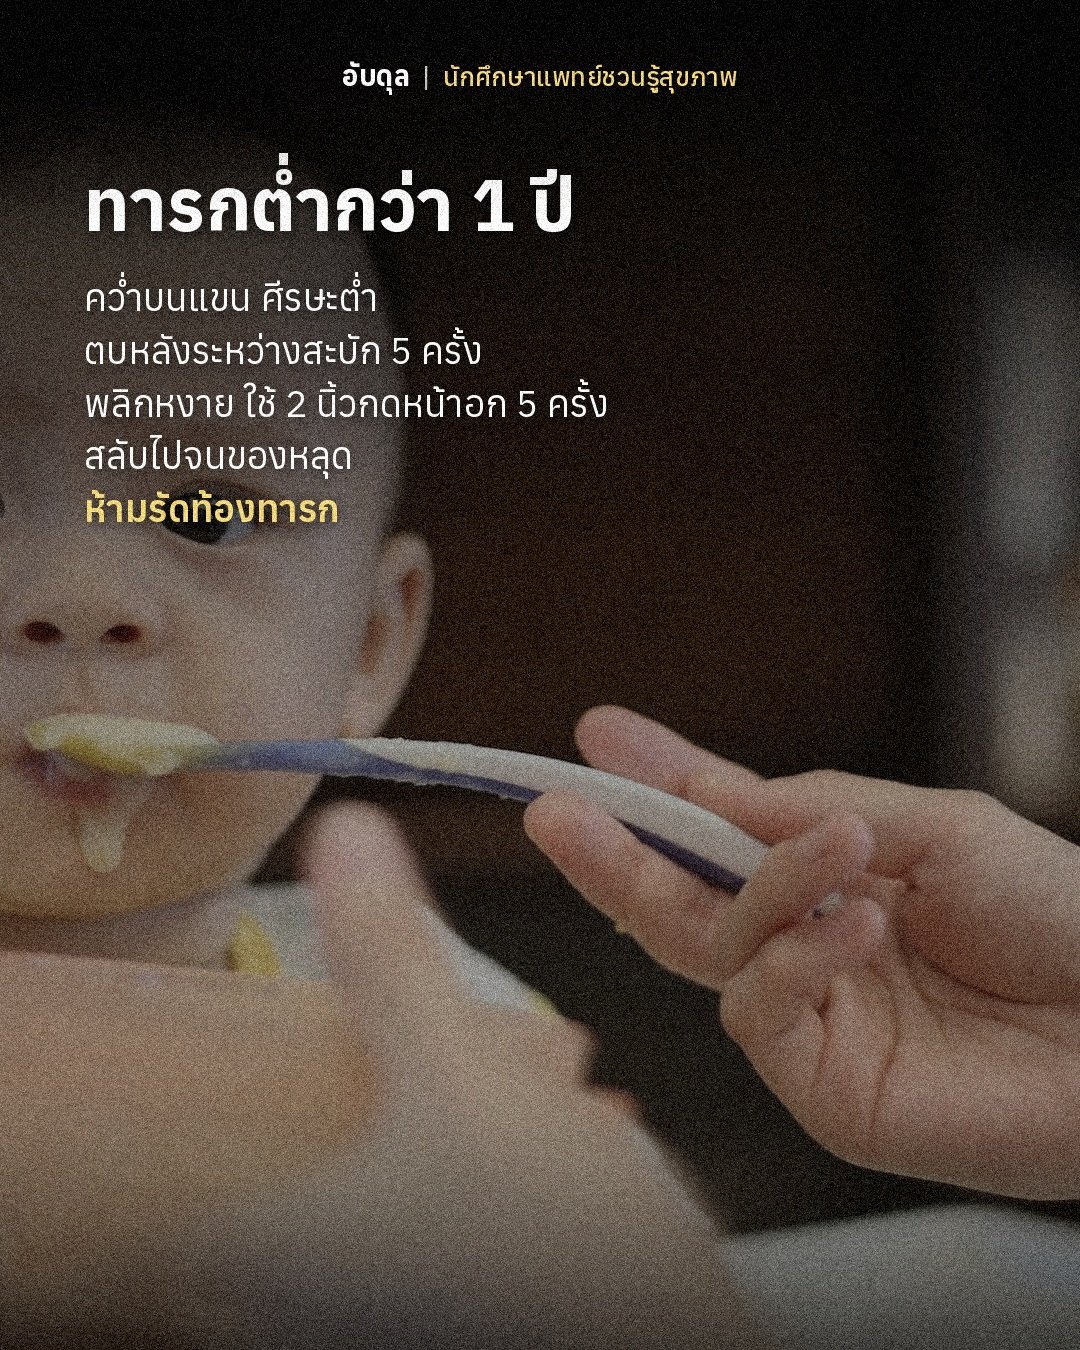 อับดุล | นักศึกษาแพทย์ชวนรู้สุขภาพ
ทารกต่ำกว่า 1 ปี
คว่ำบนแขน ศีรษะต่ำ
ตบหลังระหว่างสะบัก 5 ครั้ง
พลิกหงาย ใช้ 2 นิ้วกดหน้าอก 5 ครั้ง
สลับไปจนของหลุด
ห้ามรัดท้องทารก